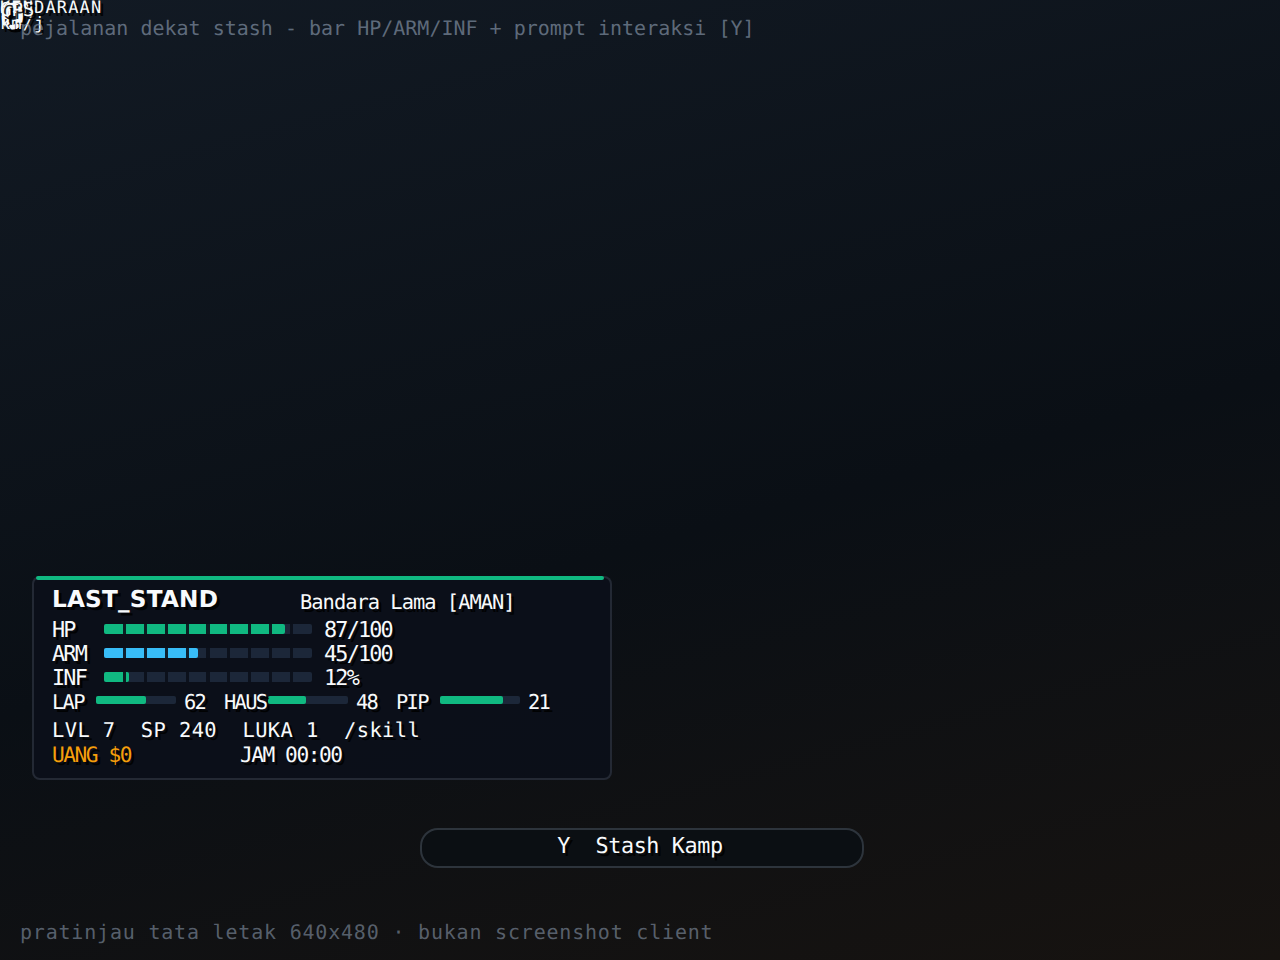 pejalanan dekat stash - bar HP/ARM/INF + prompt interaksi [Y]
LAST_STAND
Bandara Lama [AMAN]
HP 87/100
ARM 45/100
INF 12%
LAP 62 HAUS 48 PIP 21
LVL 7 SP 240 LUKA 1 /skill
UANG $0 JAM 00:00
Y Stash Kamp
pratinjau tata letak 640x480 · bukan screenshot client